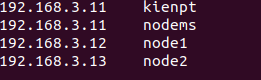 192.168.3.11 kienpt
192.168.3.11 nodems
192.168.3.12 node1
192.168.3.13 node2